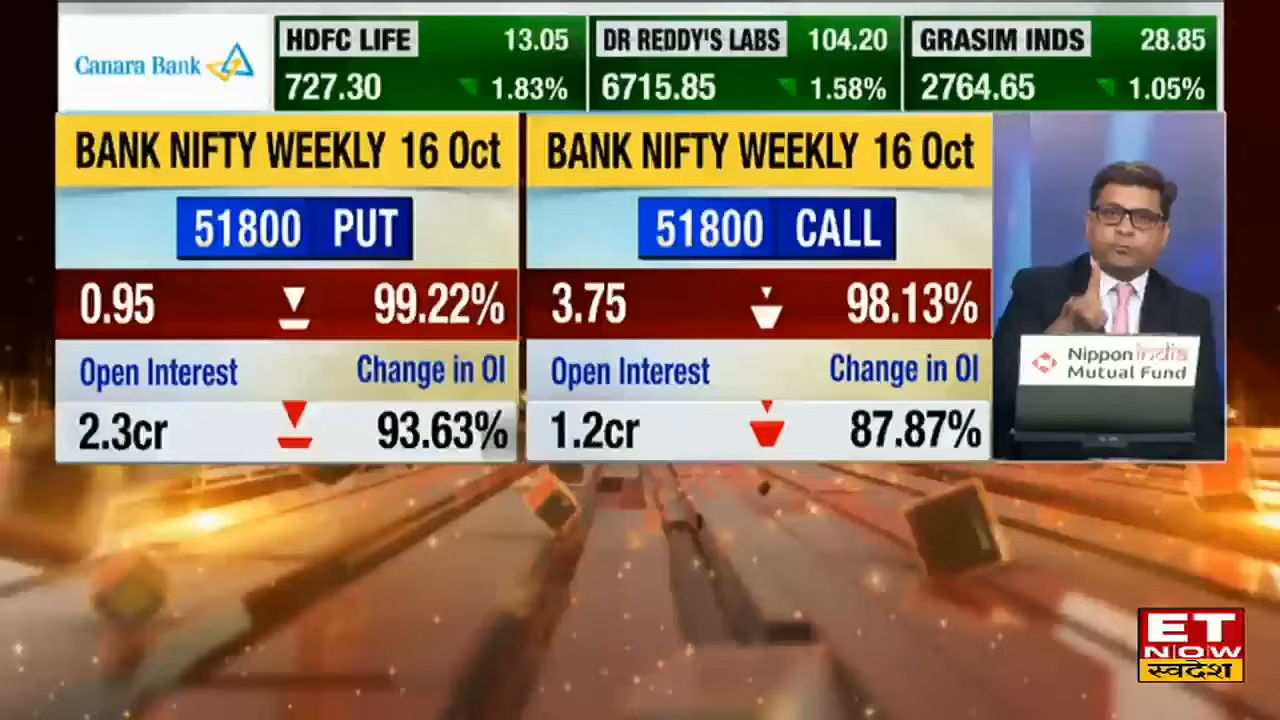 Canara Bank
HDFC LIFE 13.05
727.30 1.83%
DR REDDY'S LABS 104.20
6715.85 1.58%
GRASIM INDS 28.85
2764.65 1.05%
BANK NIFTY WEEKLY 16 Oct
51800 PUT
0.95 99.22%
Open Interest Change in OI
2.3cr 93.63%
BANK NIFTY WEEKLY 16 Oct
51800 CALL
3.75 98.13%
Open Interest Change in OI
1.2cr 87.87%
Nippon india
Mutual Fund
ET
NOW
स्वदेश